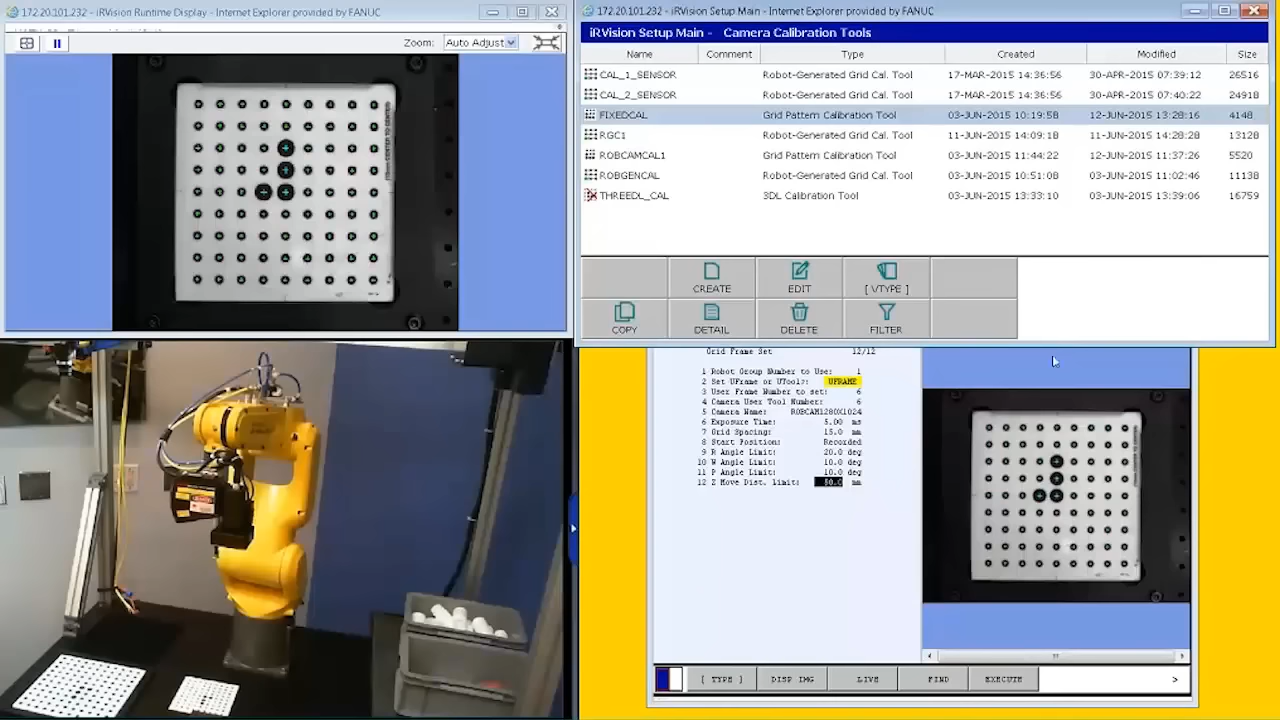 172.20.101.232 - iRVision Runtime Display - Internet Explorer provided by FANUC
Zoom: Auto Adjust
172.20.101.232 - iRVision Setup Main - Internet Explorer provided by FANUC
iRVision Setup Main - Camera Calibration Tools
Name Comment Type Created Modified Size
CAL_1_SENSOR Robot-Generated Grid Cal. Tool 17-MAR-2015 14:36:56 30-APR-2015 07:39:12 26516
CAL_2_SENSOR Robot-Generated Grid Cal. Tool 17-MAR-2015 14:36:56 30-APR-2015 07:40:22 24918
FIXEDCAL Grid Pattern Calibration Tool 03-JUN-2015 10:19:58 12-JUN-2015 13:28:16 4148
RGC1 Robot-Generated Grid Cal. Tool 11-JUN-2015 14:09:18 11-JUN-2015 14:28:28 13128
ROBCAMCAL1 Grid Pattern Calibration Tool 03-JUN-2015 11:44:22 12-JUN-2015 11:37:26 5520
ROBGENCAL Robot-Generated Grid Cal. Tool 03-JUN-2015 10:51:08 03-JUN-2015 11:02:46 11138
THREEDL_CAL 3DL Calibration Tool 03-JUN-2015 13:33:10 03-JUN-2015 13:39:06 16759
CREATE EDIT [ VTYPE ]
COPY DETAIL DELETE FILTER
Grid Frame Set 12/12
1 Robot Group Number to Use: 1
2 Set UFrame or UTool?: UFRAME
3 User Frame Number to set: 6
4 Camera User Tool Number: 6
5 Camera Name: ROBCAM1280X1024
6 Exposure Time: 5.00 ms
7 Grid Spacing: 15.0 mm
8 Start Position: Recorded
9 R Angle Limit: 20.0 deg
10 W Angle Limit: 10.0 deg
11 P Angle Limit: 10.0 deg
12 Z Move Dist. Limit: 50.0 mm
[ TYPE ] DISP IMG LIVE FIND EXECUTE >